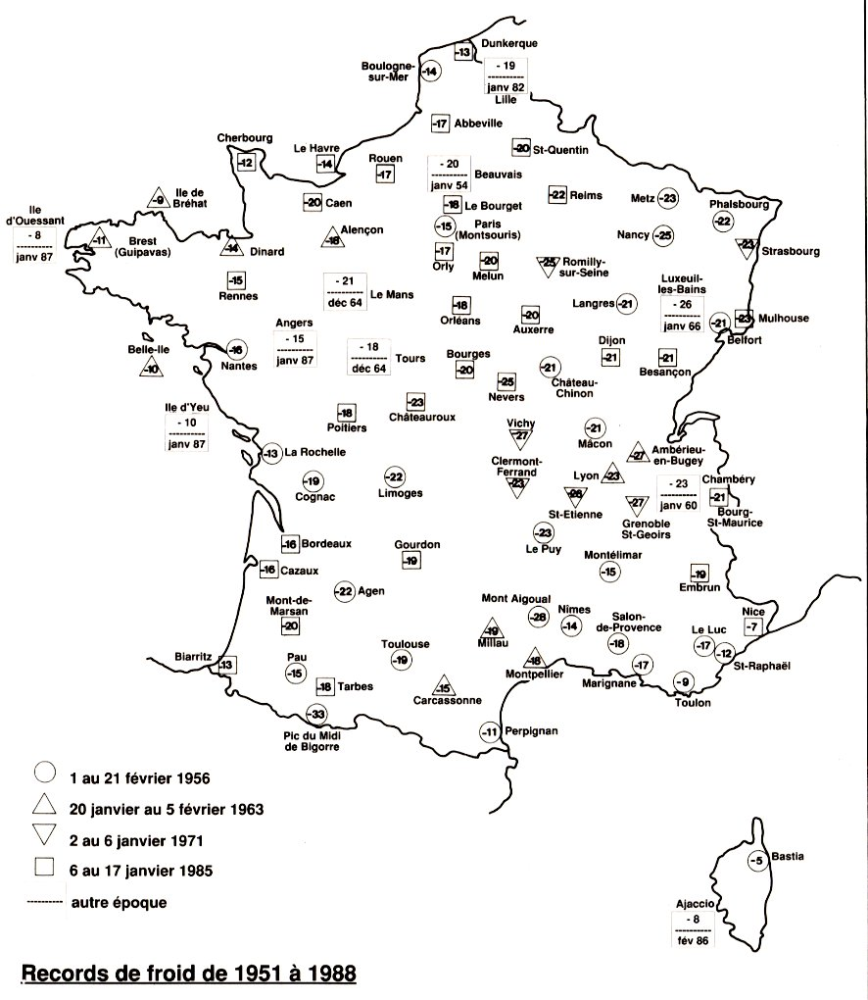 Dunkerque
-13
Boulogne-
sur-Mer
-14
- 19
janv 82
Lille
-17
Abbeville
Cherbourg
-12
Le Havre
-14
Rouen
-17
-20
St-Quentin
- 20
janv 54
Beauvais
-9
Ile de
Bréhat
-20
Caen
-18
Le Bourget
-22
Reims
Metz
-23
Phalsbourg
-22
Ile
d'Ouessant
- 8
janv 87
-11
Brest
(Guipavas)
-14
Dinard
Alençon
-18
-15
Paris
(Montsouris)
Nancy
-25
-23
Strasbourg
-17
Orly
-20
Melun
-25
Romilly-
sur-Seine
-15
Rennes
- 21
déc 64
Le Mans
Luxeuil-
les-Bains
- 26
janv 66
Langres
-21
-18
Orléans
-20
Auxerre
-21
Belfort
-23
Mulhouse
Angers
- 15
janv 87
Belle-Ile
-10
-16
Nantes
- 18
déc 64
Tours
Bourges
-20
Dijon
-21
-21
Besançon
-21
Château-
Chinon
-25
Nevers
-23
Châteauroux
Ile d'Yeu
- 10
janv 87
-18
Poitiers
Vichy
-27
-21
Mâcon
-13
La Rochelle
-27
Ambérieu-
en-Bugey
Clermont-
Ferrand
-23
Lyon
-23
- 23
janv 60
Chambéry
-21
Bourg-
St-Maurice
-19
Cognac
-22
Limoges
-26
St-Etienne
-27
Grenoble
St-Geoirs
-23
Le Puy
-16
Bordeaux
Gourdon
-19
-16
Cazaux
Montélimar
-15
-19
Embrun
-22
Agen
Mont-de-
Marsan
-20
Mont Aigoual
-28
Nîmes
-14
Salon-
de-Provence
-18
Nice
-7
Le Luc
-17
-12
St-Raphaël
-19
Millau
Biarritz
-13
Pau
-15
Toulouse
-19
-18
Montpellier
-17
Marignane
-9
Toulon
-18
Tarbes
-15
Carcassonne
-33
Pic du Midi
de Bigorre
-11
Perpignan
1 au 21 février 1956
20 janvier au 5 février 1963
2 au 6 janvier 1971
6 au 17 janvier 1985
autre époque
-5
Bastia
Ajaccio
- 8
fév 86
Records de froid de 1951 à 1988